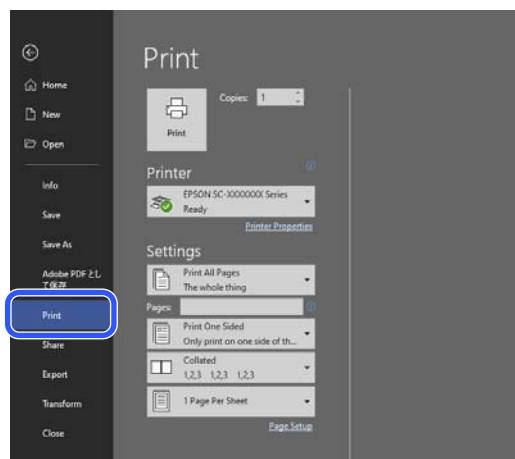 Home
New
Open
Info
Save
Save As
Adobe PDF とし
て保存
Print
Share
Export
Transform
Close
Print
Copies: 1
Print
Printer
EPSON SC-XXXXXXX Series
Ready
Printer Properties
Settings
Print All Pages
The whole thing
Pages:
Print One Sided
Only print on one side of th...
Collated
1,2,3 1,2,3 1,2,3
1 Page Per Sheet
Page Setup